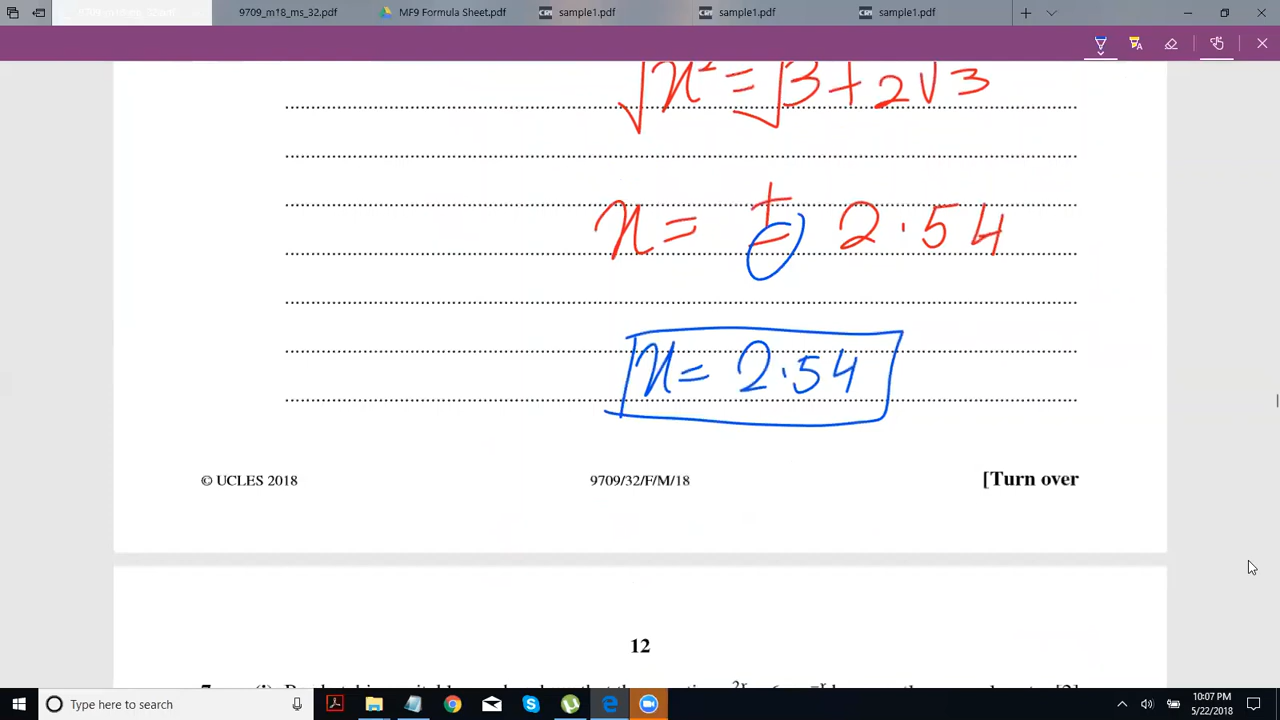 9709_m18_ms_32.pdf MF9 Formula Sheet.pdf sample1.pdf sample1.pdf sample1.pdf
√x² = √3 + 2√3
x = ± 2.54
x = 2.54
© UCLES 2018 9709/32/F/M/18 [Turn over
12
Type here to search
10:07 PM
5/22/2018